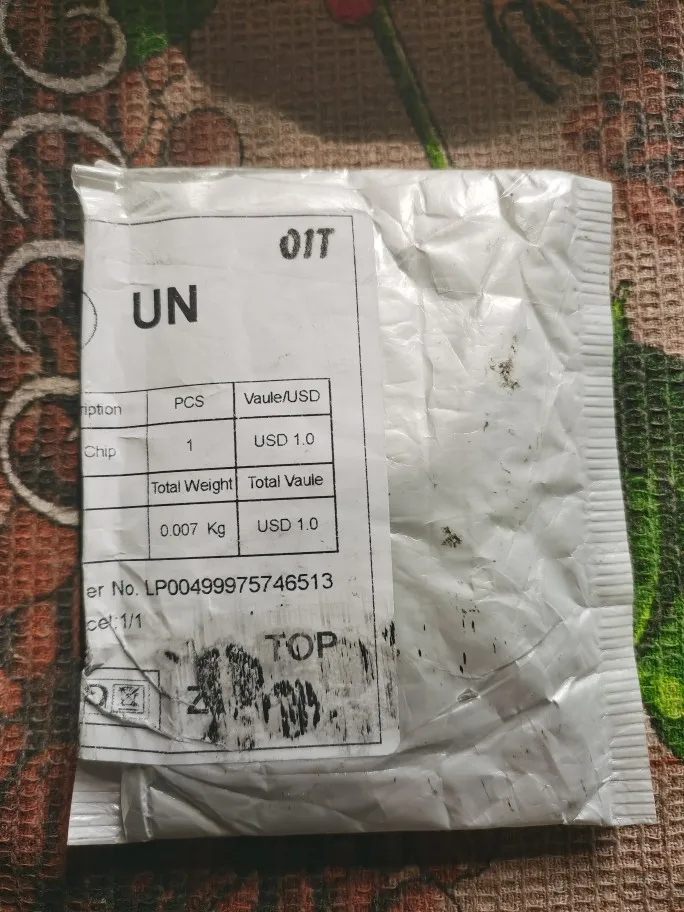 01T
UN
iption PCS Vaule/USD
Chip 1 USD 1.0
Total Weight Total Vaule
0.007 Kg USD 1.0
er No. LP00499975746513
cel:1/1
TOP
Z